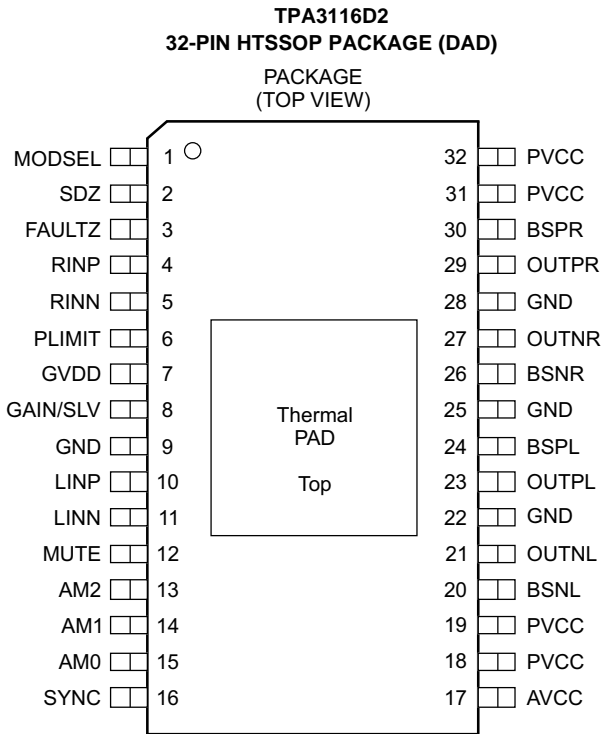 TPA3116D2
32-PIN HTSSOP PACKAGE (DAD)
PACKAGE
(TOP VIEW)
MODSEL 1 32 PVCC
SDZ 2 31 PVCC
FAULTZ 3 30 BSPR
RINP 4 29 OUTPR
RINN 5 28 GND
PLIMIT 6 27 OUTNR
GVDD 7 26 BSNR
GAIN/SLV 8 25 GND
GND 9 24 BSPL
LINP 10 23 OUTPL
LINN 11 22 GND
MUTE 12 21 OUTNL
AM2 13 20 BSNL
AM1 14 19 PVCC
AM0 15 18 PVCC
SYNC 16 17 AVCC
Thermal
PAD
Top